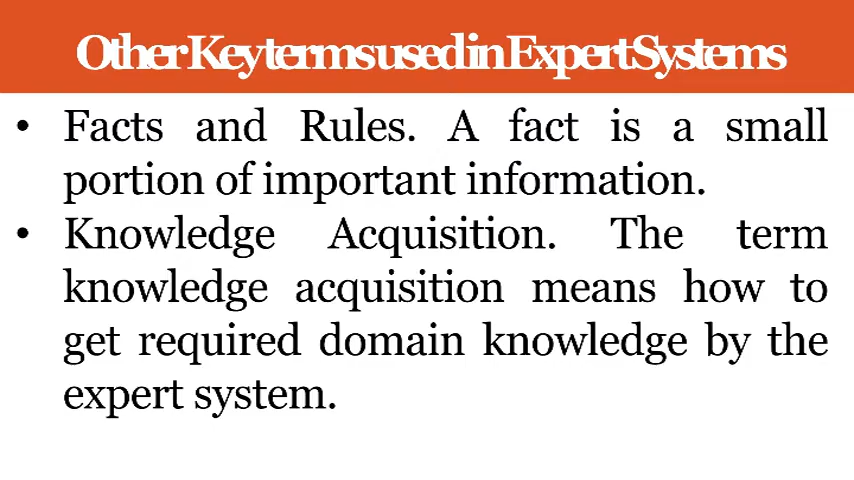 Other Key terms used in Expert Systems
• Facts and Rules. A fact is a small
portion of important information.
• Knowledge Acquisition. The term
knowledge acquisition means how to
get required domain knowledge by the
expert system.